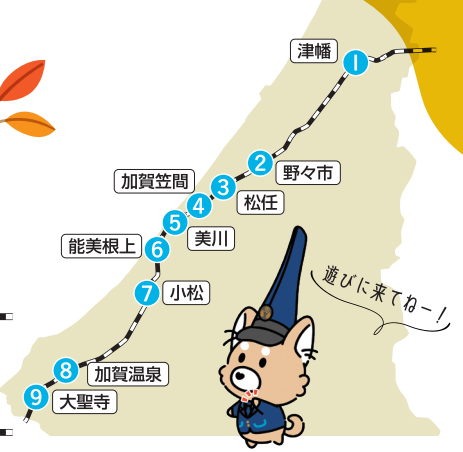 津幡
1
2
野々市
加賀笠間
3
松任
4
5
美川
能美根上
6
7
小松
遊びに来てねー!
8
加賀温泉
9
大聖寺